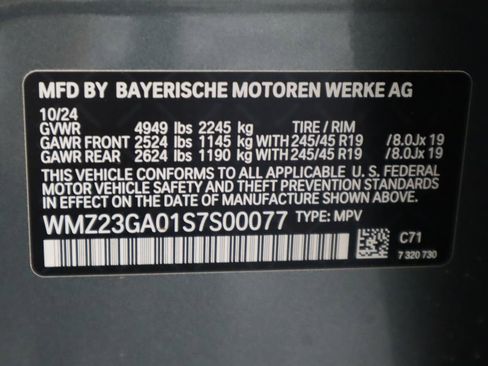 MFD BY BAYERISCHE MOTOREN WERKE AG
10/24
GVWR 4949 lbs 2245 kg TIRE / RIM
GAWR FRONT 2524 lbs 1145 kg WITH 245/45 R19 / 8.0Jx 19
GAWR REAR 2624 lbs 1190 kg WITH 245/45 R19 / 8.0Jx 19
THIS VEHICLE CONFORMS TO ALL APPLICABLE U. S. FEDERAL
MOTOR VEHICLE SAFETY AND THEFT PREVENTION STANDARDS
IN EFFECT ON THE DATE OF MANUFACTURE SHOWN ABOVE.
WMZ23GA01S7S00077 TYPE: MPV
C71
7 320 730